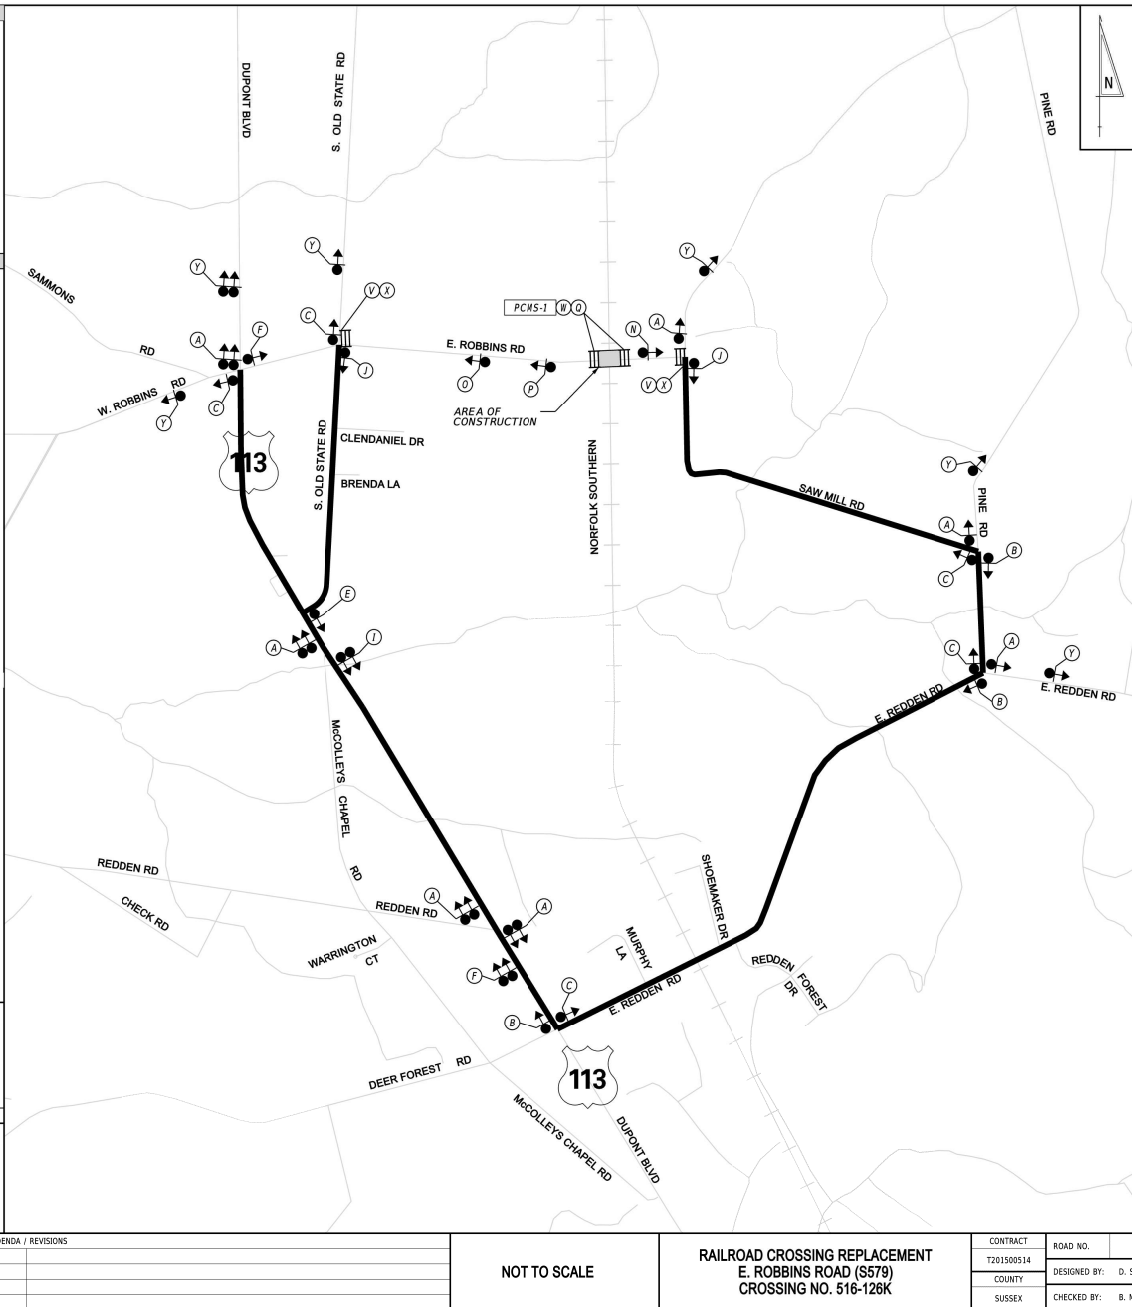 DUPONT BLVD
S. OLD STATE RD
PINE RD
N
Y
Y
Y
SAMMONS
RD
V X
C
PCMS-1 W Q
A
F
N
A
E. ROBBINS RD
J
J
O
P
V X
W. ROBBINS RD
C
Y
AREA OF
CONSTRUCTION
CLENDANIEL DR
113
S. OLD STATE RD
BRENDA LA
NORFOLK SOUTHERN
SAW MILL RD
Y
PINE RD
A
B
C
E
A
I
C
A
Y
E. REDDEN RD
B
E. REDDEN RD
McCOLLEYS CHAPEL RD
REDDEN RD
CHECK RD
SHOEMAKER DR
A
REDDEN RD
A
WARRINGTON
CT
MURPHY
LA
REDDEN FOREST
DR
F
C
B
E. REDDEN RD
DEER FOREST RD
113
McCOLLEYS CHAPEL RD
DUPONT BLVD
ENDA / REVISIONS
NOT TO SCALE
RAILROAD CROSSING REPLACEMENT
E. ROBBINS ROAD (S579)
CROSSING NO. 516-126K
CONTRACT
T201500514
COUNTY
SUSSEX
ROAD NO.
DESIGNED BY: D. S
CHECKED BY: B. N